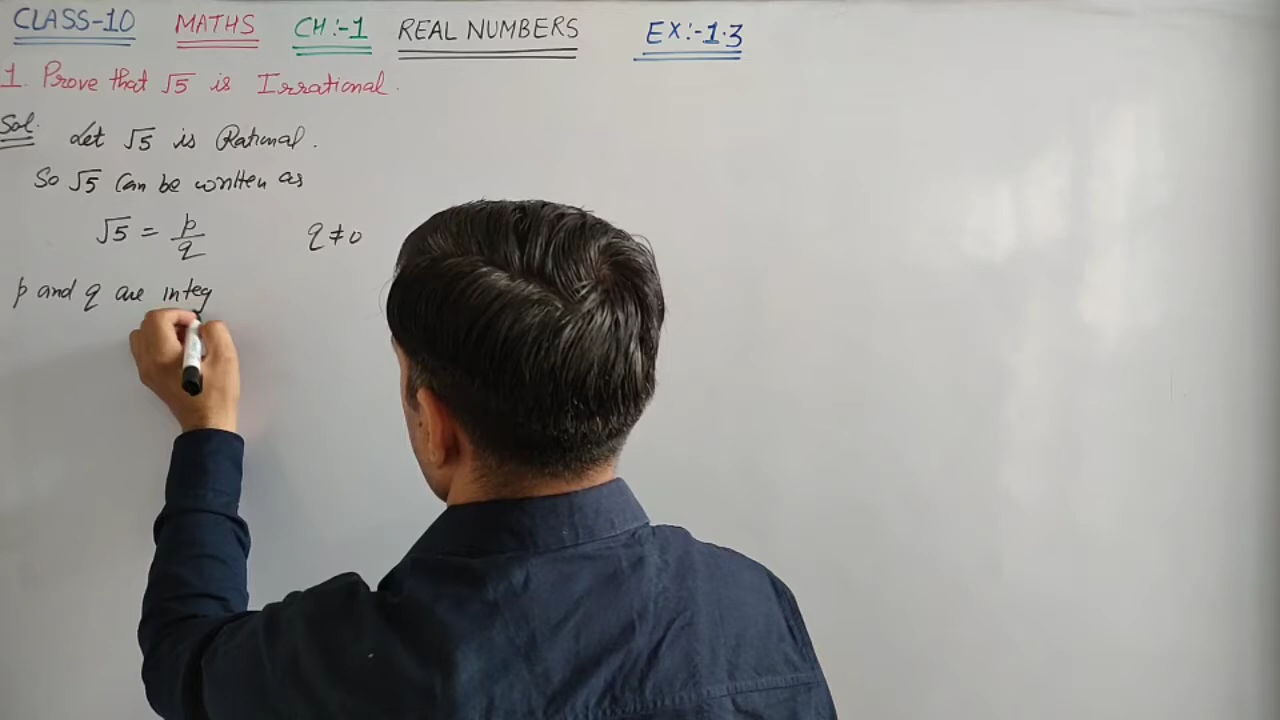 CLASS-10 MATHS CH:-1 REAL NUMBERS EX:-1.3
1. Prove that √5 is Irrational.
Sol. Let √5 is Rational.
So √5 can be written as
√5 = p/q q ≠ 0
p and q are integ